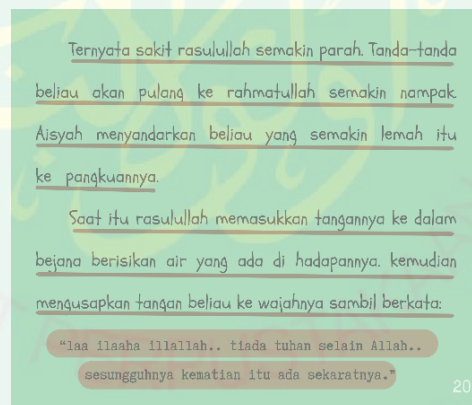 Ternyata sakit rasulullah semakin parah. Tanda-tanda
beliau akan pulang ke rahmatullah semakin nampak.
Aisyah menyandarkan beliau yang semakin lemah itu
ke pangkuannya.
Saat itu rasulullah memasukkan tangannya ke dalam
bejana berisikan air yang ada di hadapannya. kemudian
mengusapkan tangan beliau ke wajahnya sambil berkata:
"laa ilaaha illallah.. tiada tuhan selain Allah..
sesungguhnya kematian itu ada sekaratnya."
20